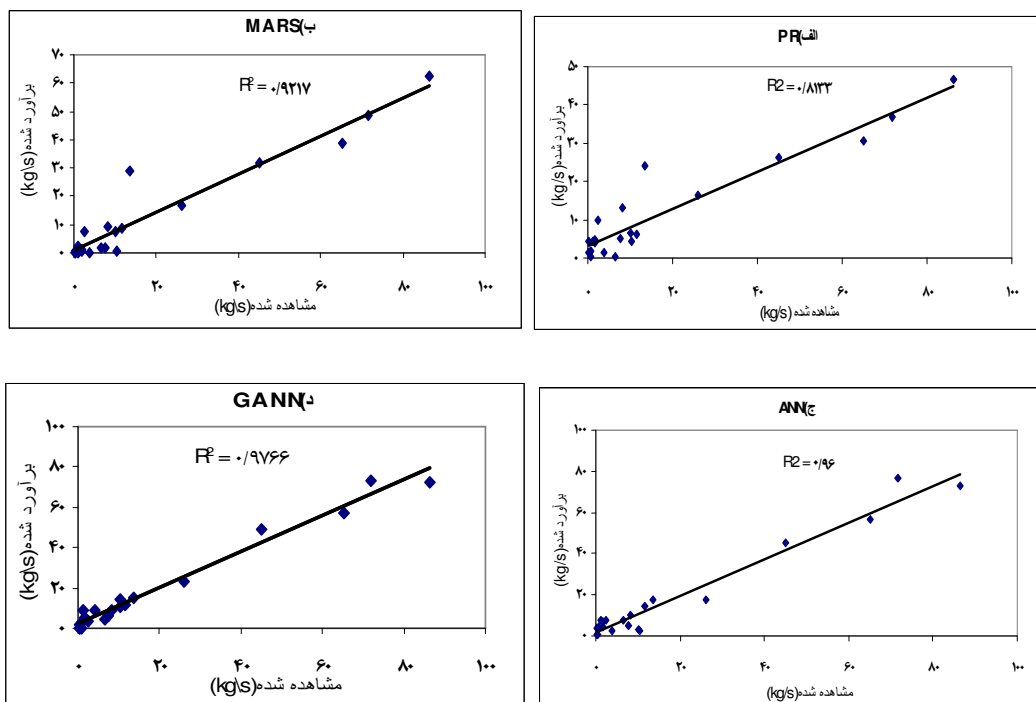 الف)PR
R2 = ۰/۸۱۳۳
برآورد شده(kg/s)
۵۰
۴۰
۳۰
۲۰
۱۰
۰
۰ ۲۰ ۴۰ ۶۰ ۸۰ ۱۰۰
مشاهده شده(kg/s)
ب)MARS
R² = ۰/۹۲۱۷
برآورد شده(kg\s)
۷۰
۶۰
۵۰
۴۰
۳۰
۲۰
۱۰
۰
۰ ۲۰ ۴۰ ۶۰ ۸۰ ۱۰۰
مشاهده شده(kg\s)
ج)ANN
R2 = ۰/۹۶
برآورد شده(kg/s)
۱۰۰
۸۰
۶۰
۴۰
۲۰
۰
۰ ۲۰ ۴۰ ۶۰ ۸۰ ۱۰۰
مشاهده شده(kg/s)
د)GANN
R² = ۰/۹۷۶۶
برآورد شده(kg\s)
۱۰۰
۸۰
۶۰
۴۰
۲۰
۰
۰ ۲۰ ۴۰ ۶۰ ۸۰ ۱۰۰
مشاهده شده(kg\s)